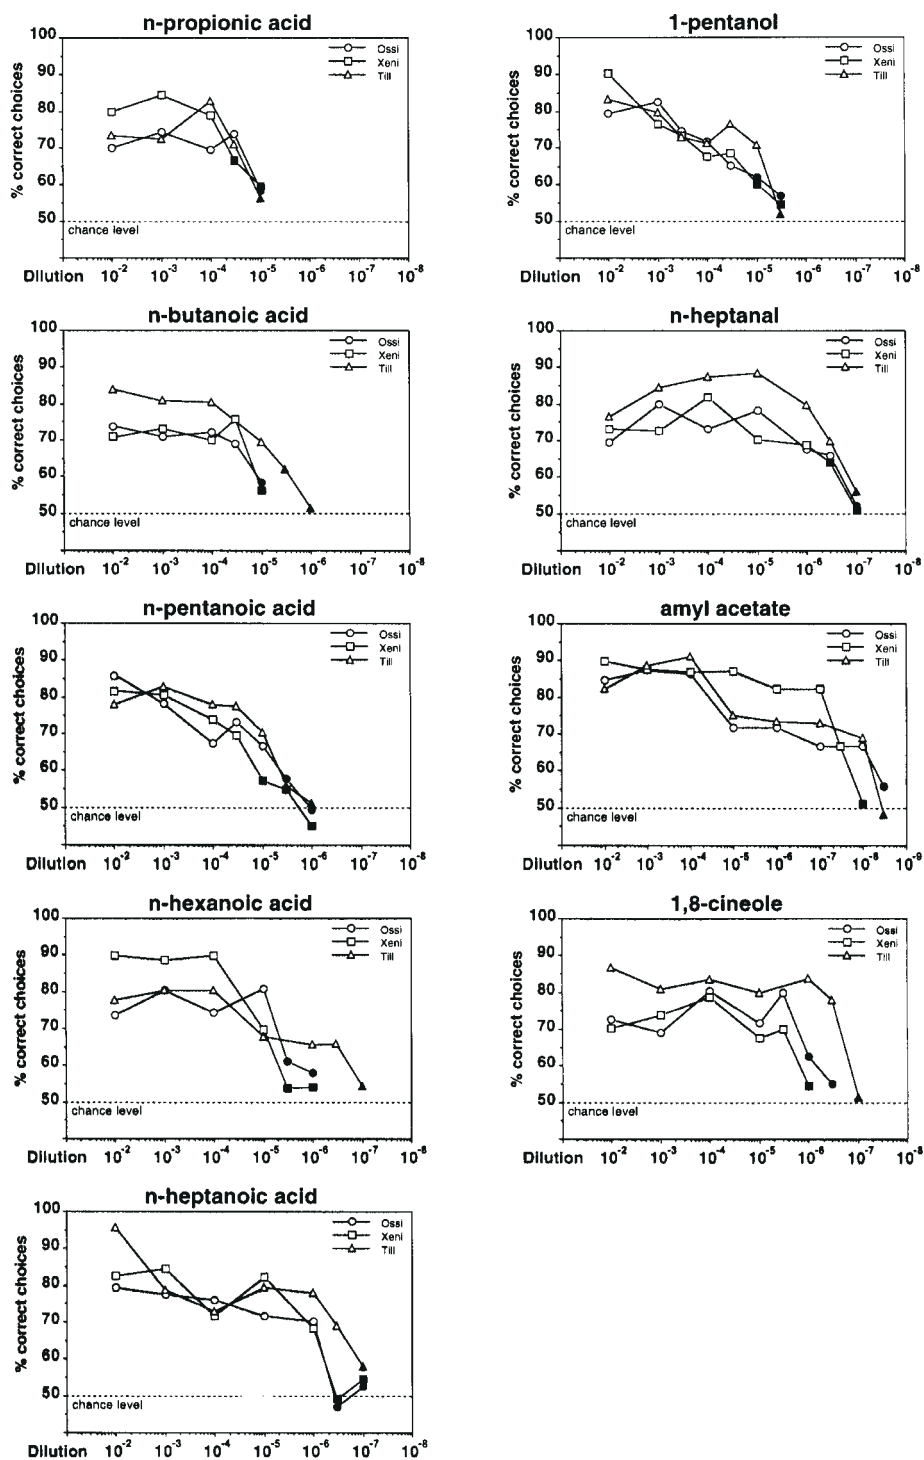 n-propionic acid
100
90
80
70
60
50
% correct choices
Ossi
Xeni
Till
chance level
Dilution 10-2 10-3 10-4 10-5 10-6 10-7 10-8
1-pentanol
100
90
80
70
60
50
% correct choices
Ossi
Xeni
Till
chance level
Dilution 10-2 10-3 10-4 10-5 10-6 10-7 10-8
n-butanoic acid
100
90
80
70
60
50
% correct choices
Ossi
Xeni
Till
chance level
Dilution 10-2 10-3 10-4 10-5 10-6 10-7 10-8
n-heptanal
100
90
80
70
60
50
% correct choices
Ossi
Xeni
Till
chance level
Dilution 10-2 10-3 10-4 10-5 10-6 10-7 10-8
n-pentanoic acid
100
90
80
70
60
50
% correct choices
Ossi
Xeni
Till
chance level
Dilution 10-2 10-3 10-4 10-5 10-6 10-7 10-8
amyl acetate
100
90
80
70
60
50
% correct choices
Ossi
Xeni
Till
chance level
Dilution 10-2 10-3 10-4 10-5 10-6 10-7 10-8 10-9
n-hexanoic acid
100
90
80
70
60
50
% correct choices
Ossi
Xeni
Till
chance level
Dilution 10-2 10-3 10-4 10-5 10-6 10-7 10-8
1,8-cineole
100
90
80
70
60
50
% correct choices
Ossi
Xeni
Till
chance level
Dilution 10-2 10-3 10-4 10-5 10-6 10-7 10-8
n-heptanoic acid
100
90
80
70
60
50
% correct choices
Ossi
Xeni
Till
chance level
Dilution 10-2 10-3 10-4 10-5 10-6 10-7 10-8